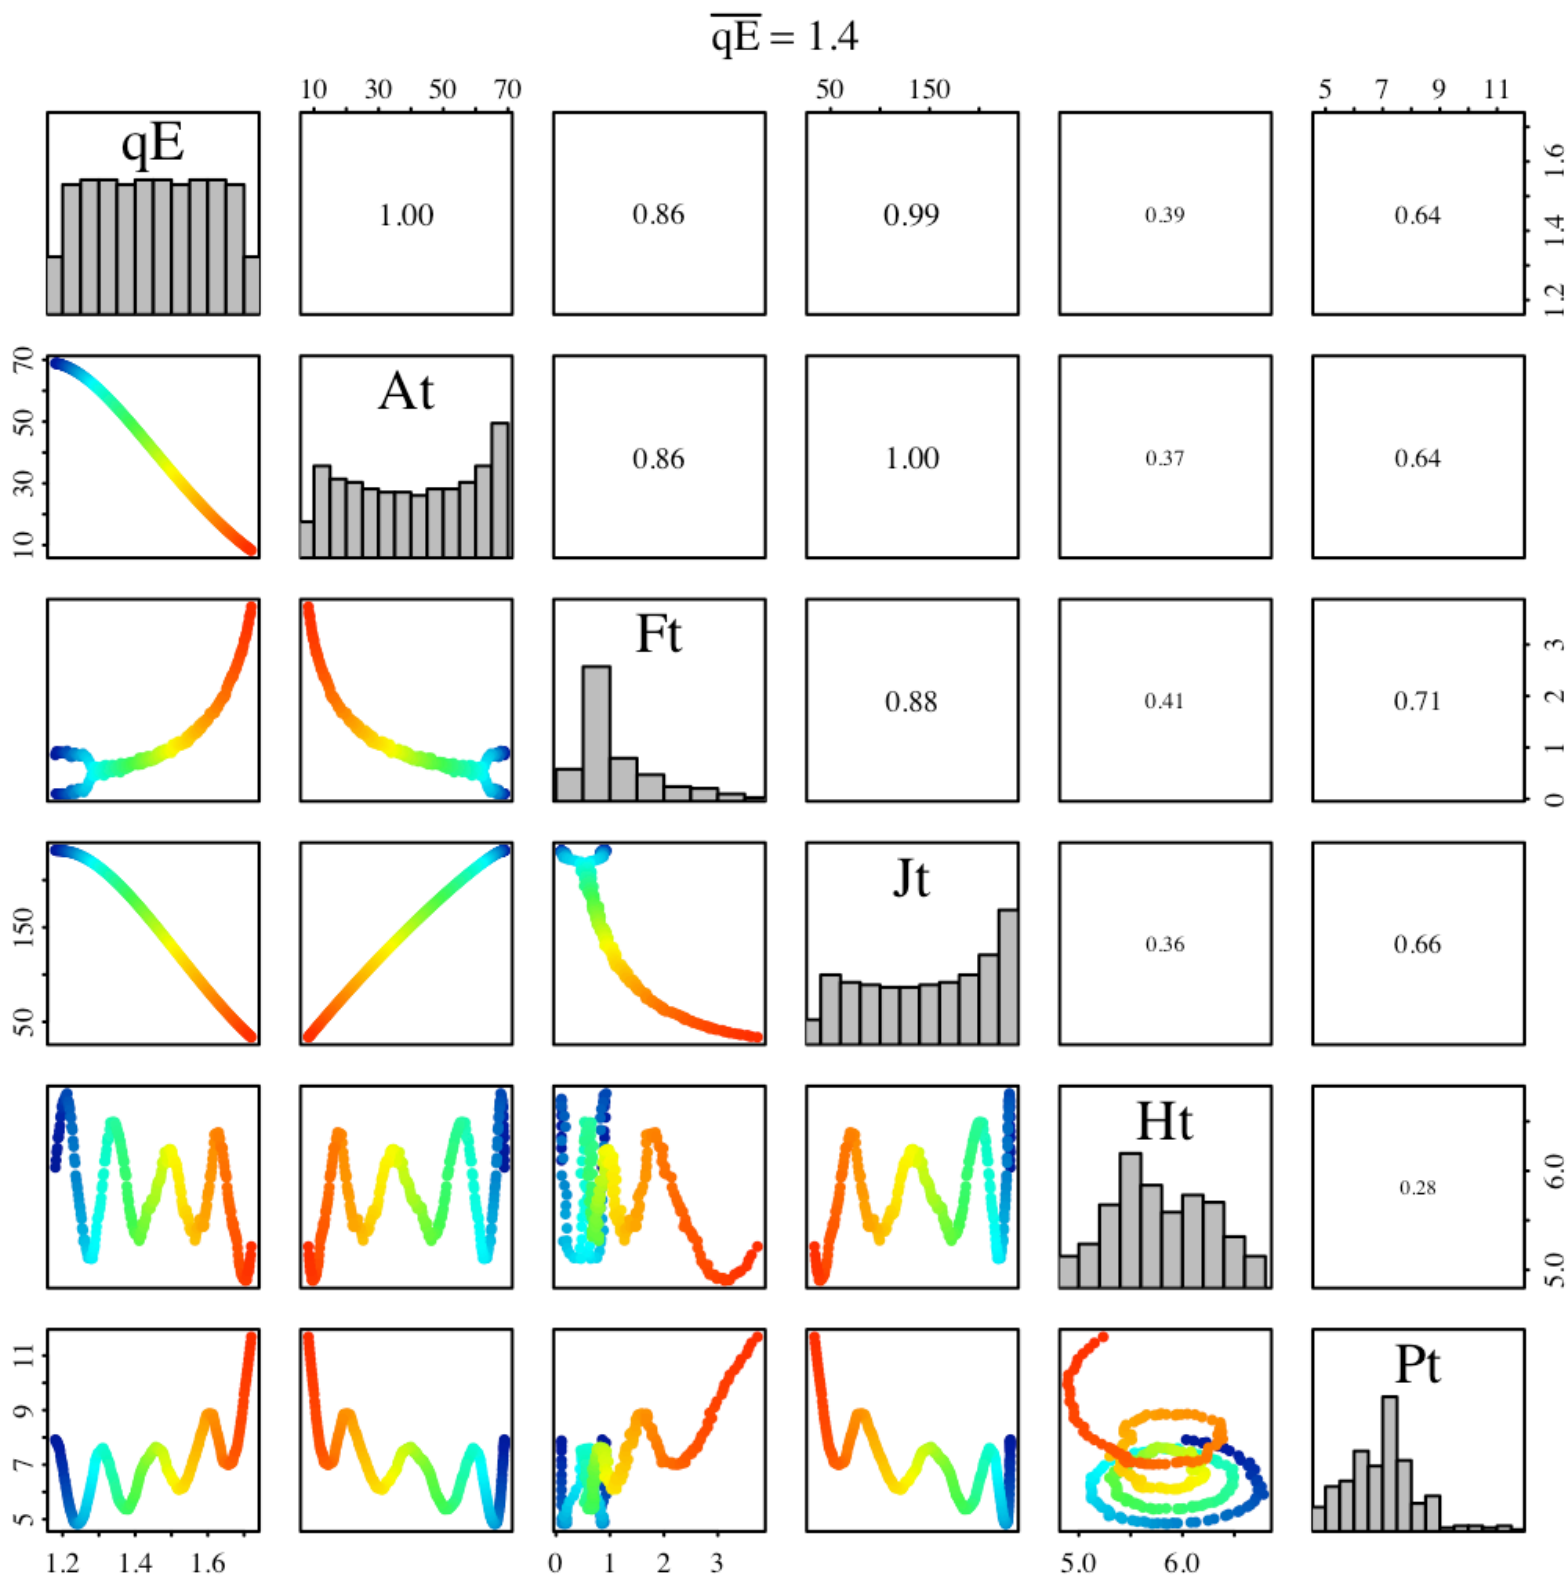 qE = 1.4
10 30 50 70 50 150 5 7 9 11
qE 1.00 0.86 0.99 0.39 0.64
1.2 1.4 1.6
10 30 50 70
At 0.86 1.00 0.37 0.64
Ft 0.88 0.41 0.71
0 1 2 3
50 150
Jt 0.36 0.66
Ht 0.28
5.0 6.0
5 7 9 11
Pt
1.2 1.4 1.6 0 1 2 3 5.0 6.0